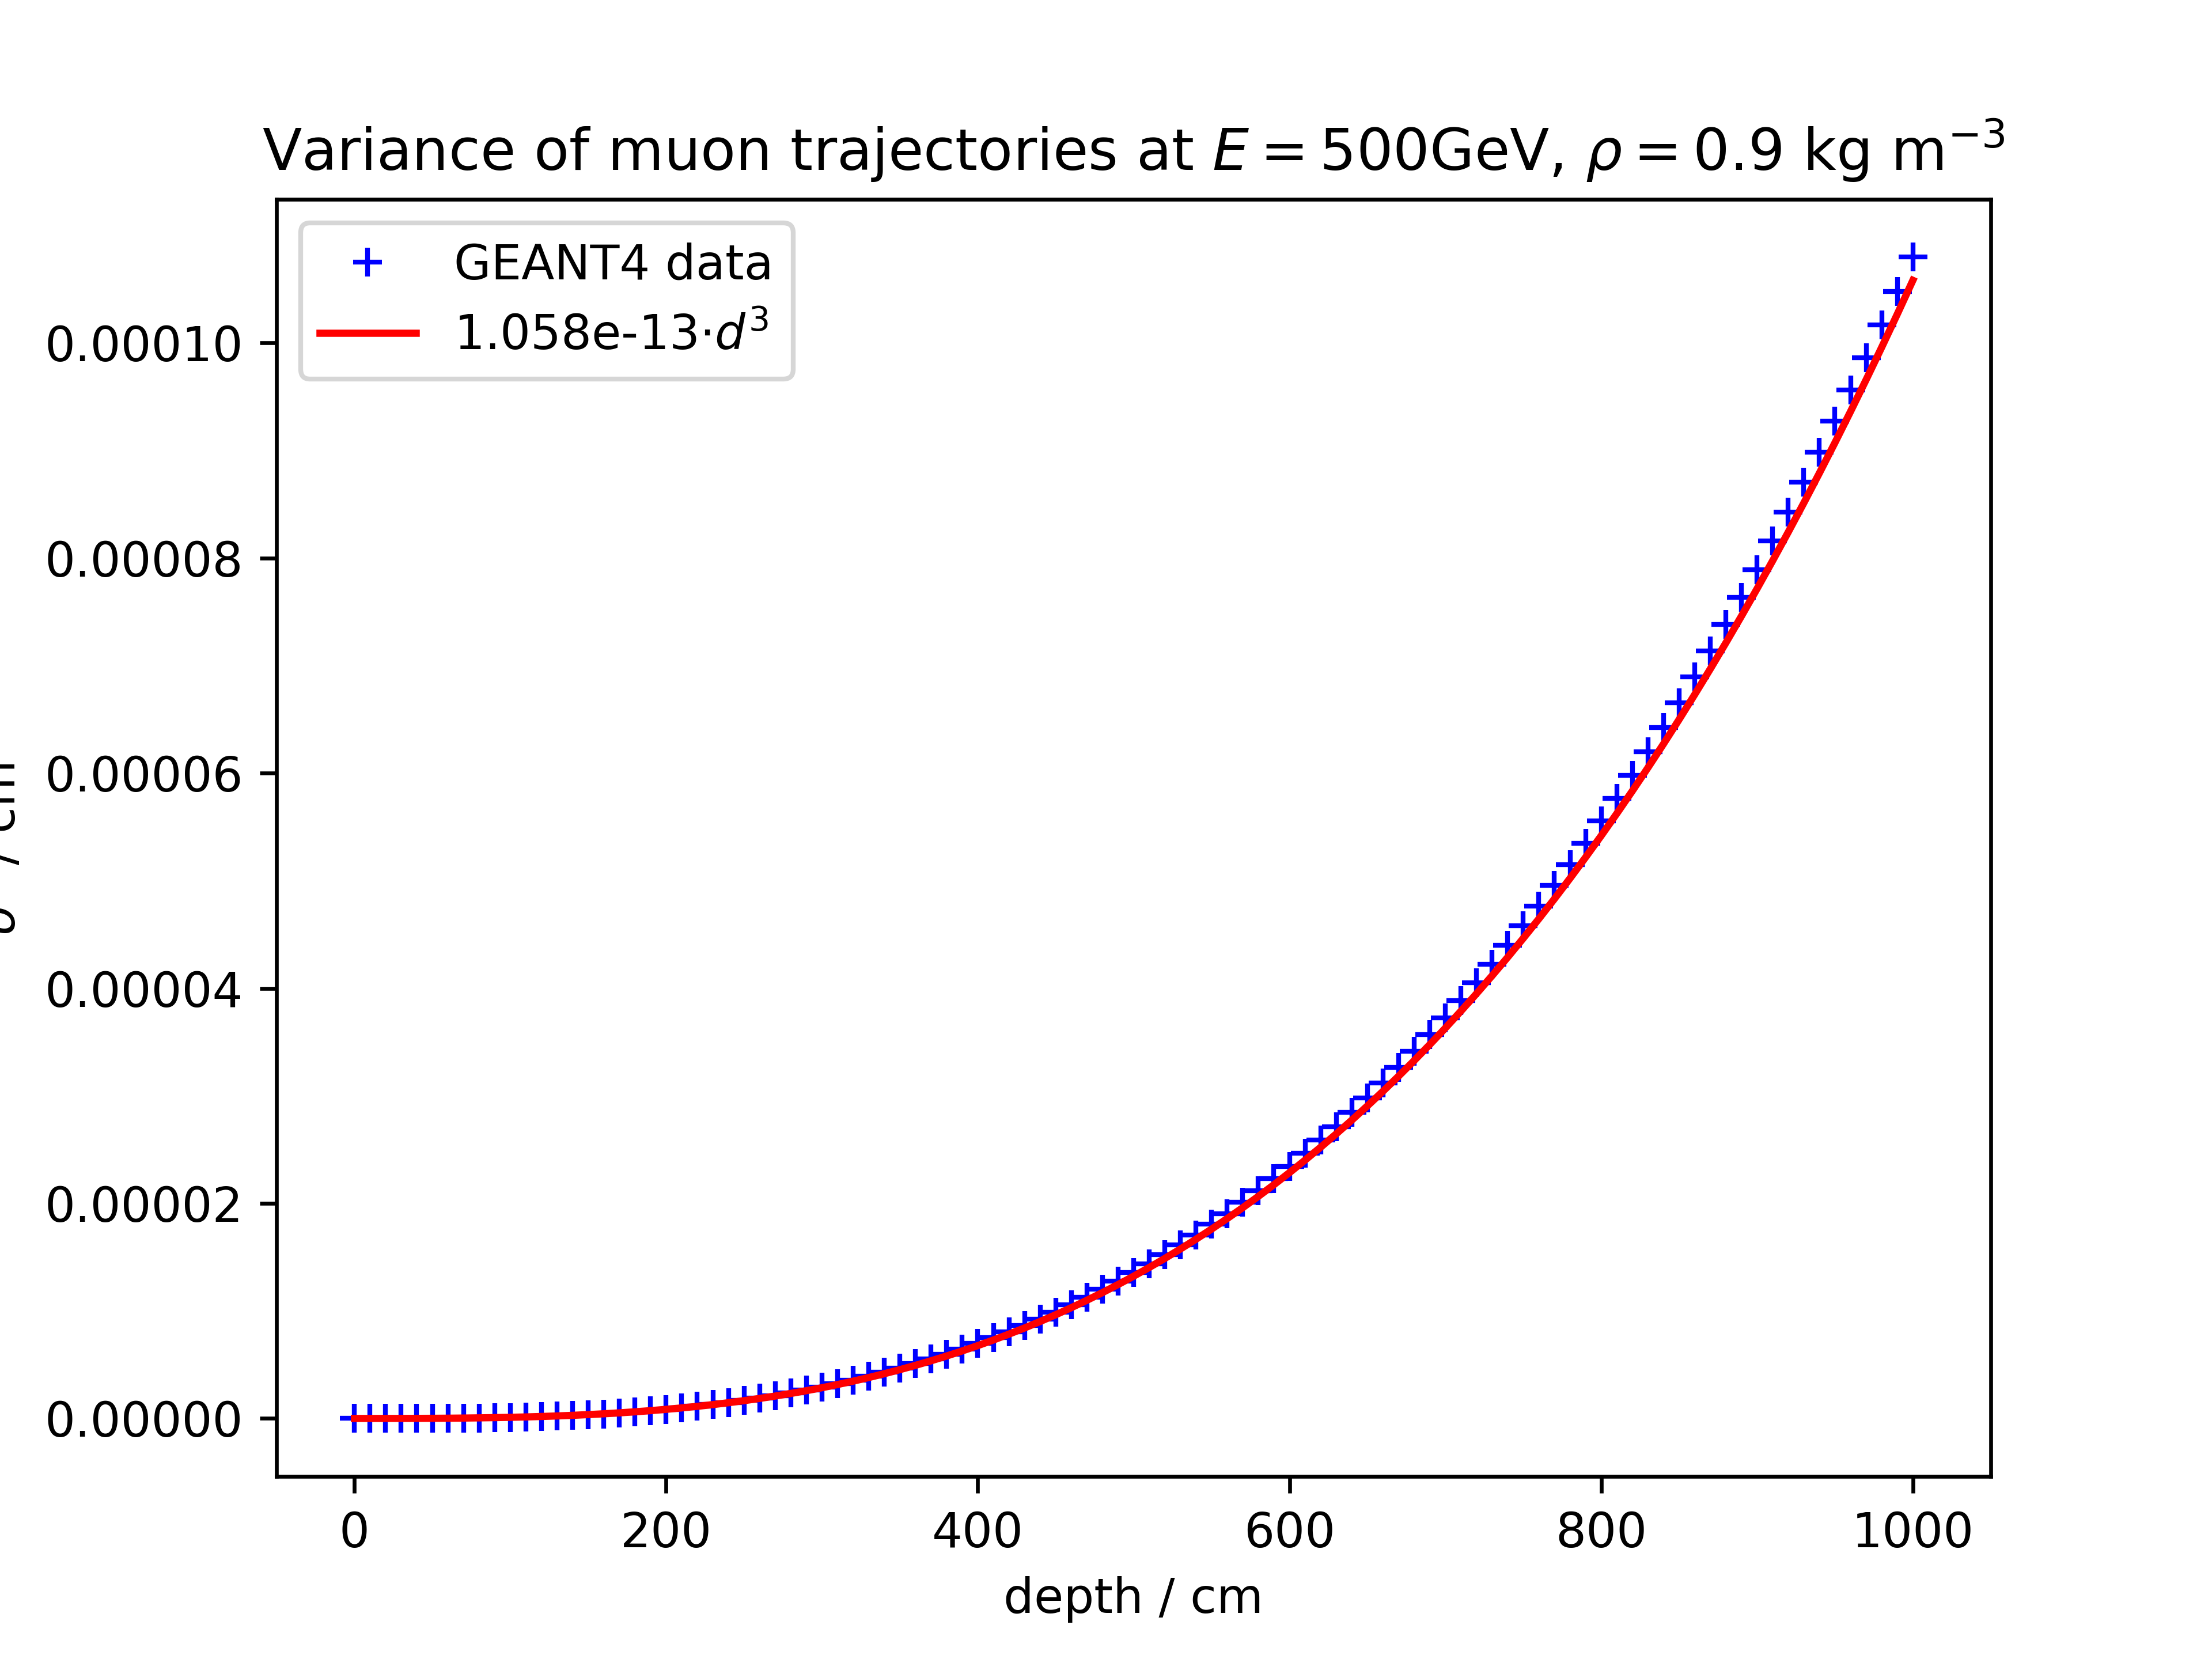 Variance of muon trajectories at E = 500GeV, ρ = 0.9 kg m⁻³
GEANT4 data
1.058e-13·d³
0.00010
0.00008
0.00006
0.00004
0.00002
0.00000
/ cm
0
200
400
600
800
1000
depth / cm